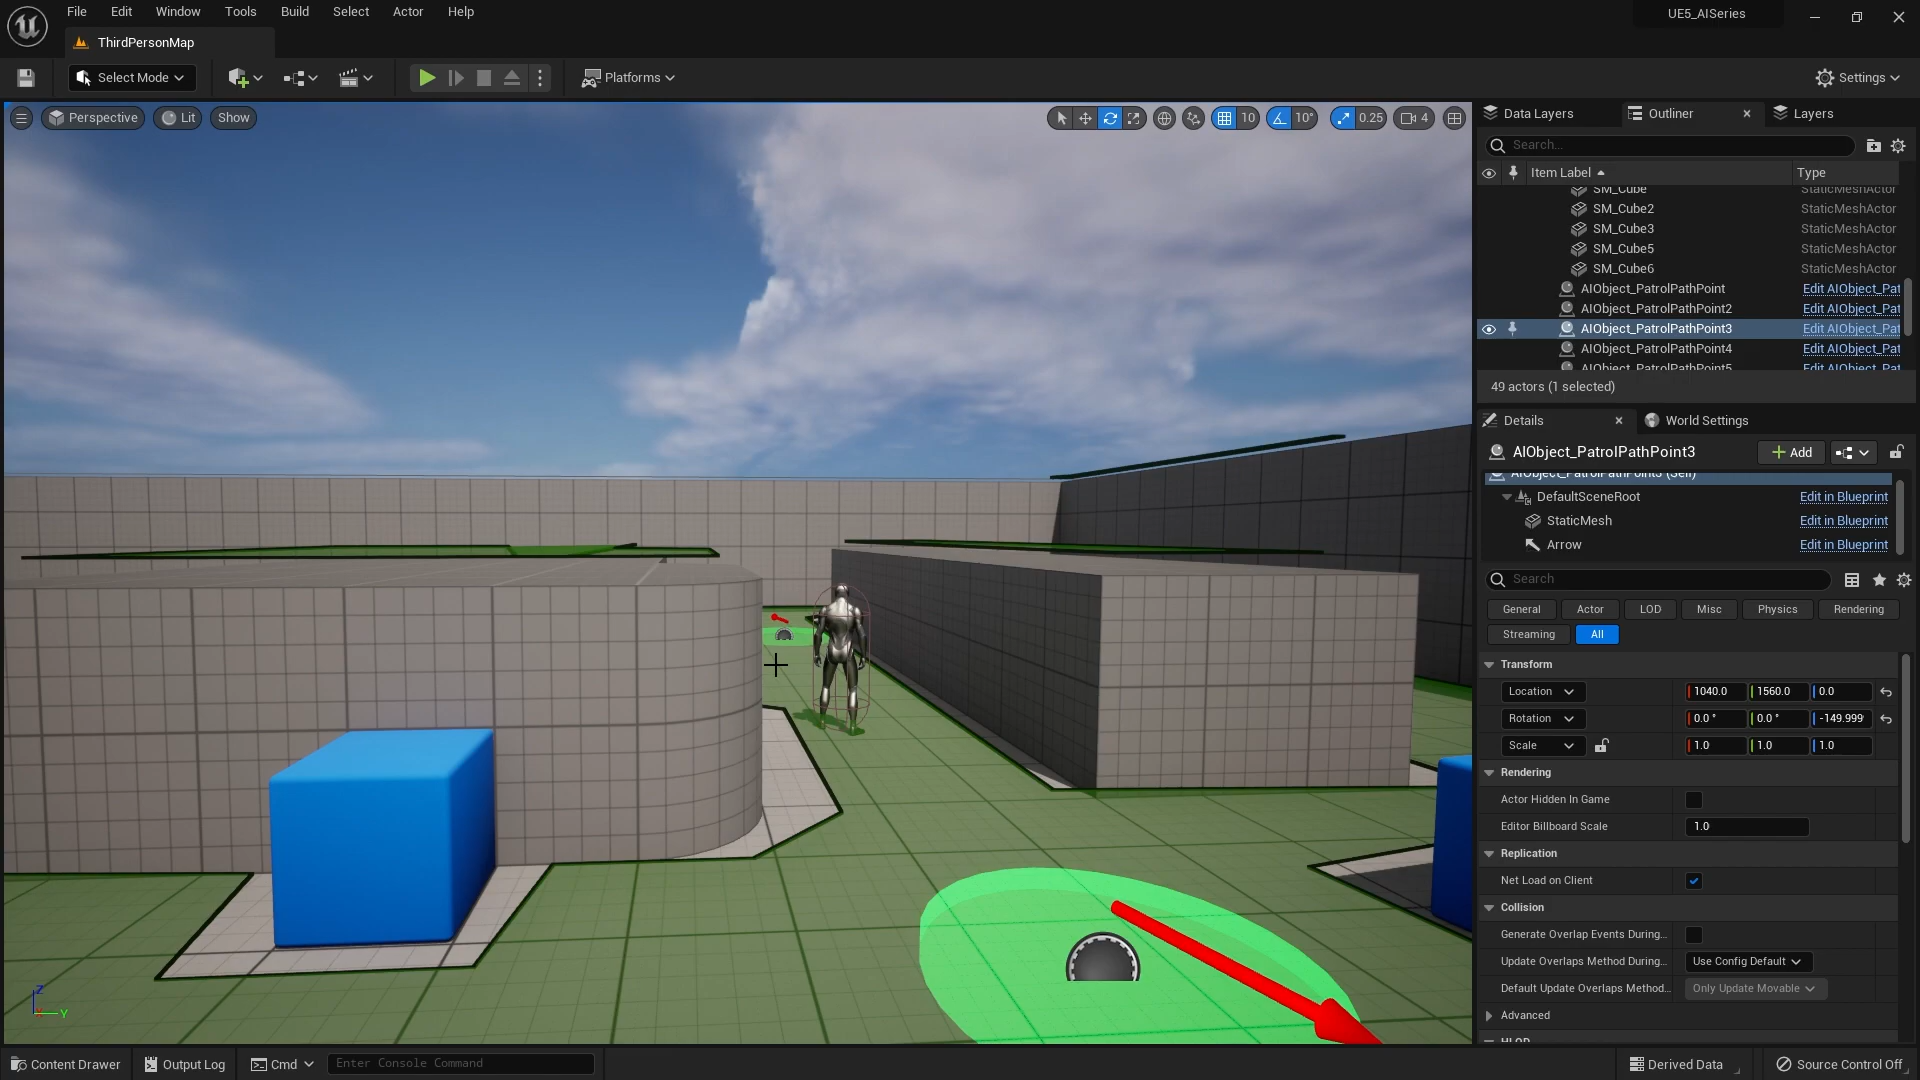 File Edit Window Tools Build Select Actor Help
UE5_AISeries
ThirdPersonMap
Select Mode
Platforms
Settings
Perspective Lit Show
10 10° 0.25 4
Data Layers Outliner Layers
Search...
Item Label Type
SM_Cube StaticMeshActor
SM_Cube2 StaticMeshActor
SM_Cube3 StaticMeshActor
SM_Cube5 StaticMeshActor
SM_Cube6 StaticMeshActor
AIObject_PatrolPathPoint Edit AIObject_Pat
AIObject_PatrolPathPoint2 Edit AIObject_Pat
AIObject_PatrolPathPoint3 Edit AIObject_Pat
AIObject_PatrolPathPoint4 Edit AIObject_Pat
AIObject_PatrolPathPoint5 Edit AIObject_Pat
49 actors (1 selected)
Details World Settings
AIObject_PatrolPathPoint3 Add
AIObject_PatrolPathPoint3 (Self)
DefaultSceneRoot Edit in Blueprint
StaticMesh Edit in Blueprint
Arrow Edit in Blueprint
Search
General Actor LOD Misc Physics Rendering
Streaming All
Transform
Location 1040.0 1560.0 0.0
Rotation 0.0 ° 0.0 ° -149.999°
Scale 1.0 1.0 1.0
Rendering
Actor Hidden In Game
Editor Billboard Scale 1.0
Replication
Net Load on Client
Collision
Generate Overlap Events During...
Update Overlaps Method During... Use Config Default
Default Update Overlaps Method... Only Update Movable
Advanced
HLOD
Z
X Y
Content Drawer Output Log Cmd Enter Console Command
Derived Data Source Control Off